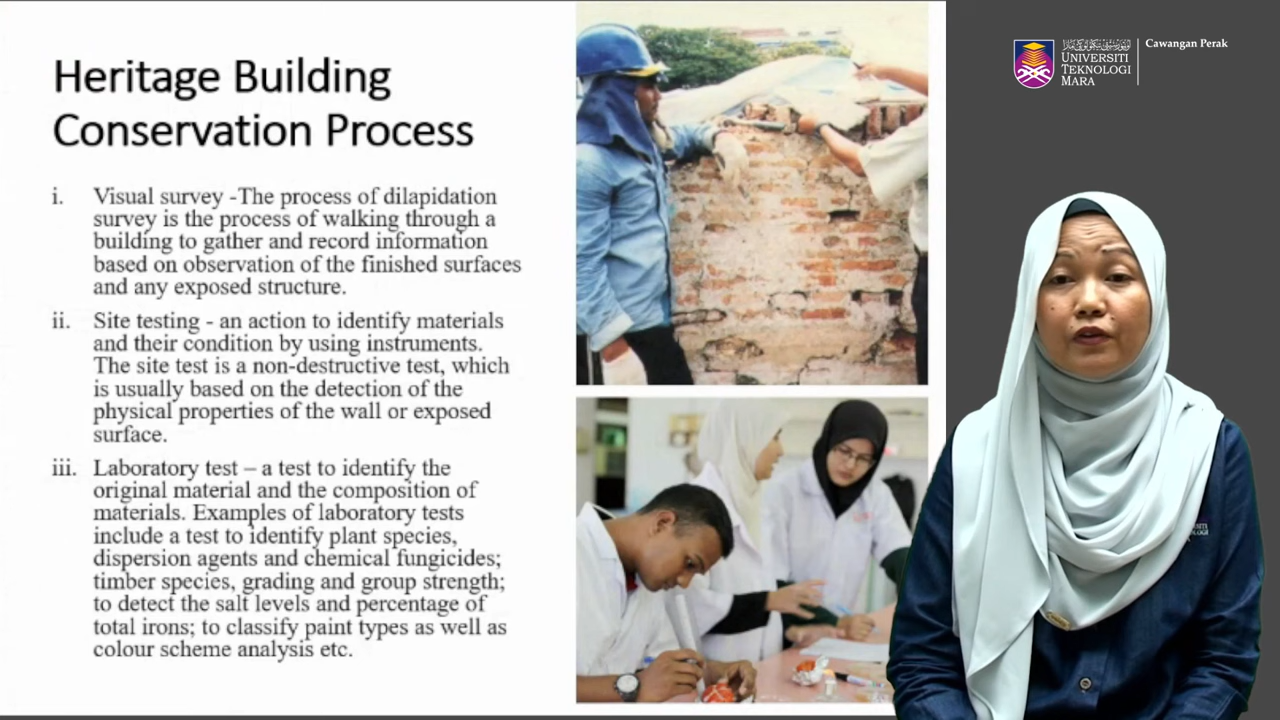 Heritage Building
Conservation Process
i. Visual survey -The process of dilapidation
survey is the process of walking through a
building to gather and record information
based on observation of the finished surfaces
and any exposed structure.
ii. Site testing - an action to identify materials
and their condition by using instruments.
The site test is a non-destructive test, which
is usually based on the detection of the
physical properties of the wall or exposed
surface.
iii. Laboratory test – a test to identify the
original material and the composition of
materials. Examples of laboratory tests
include a test to identify plant species,
dispersion agents and chemical fungicides;
timber species, grading and group strength;
to detect the salt levels and percentage of
total irons; to classify paint types as well as
colour scheme analysis etc.
UNIVERSITI
TEKNOLOGI
MARA
Cawangan Perak